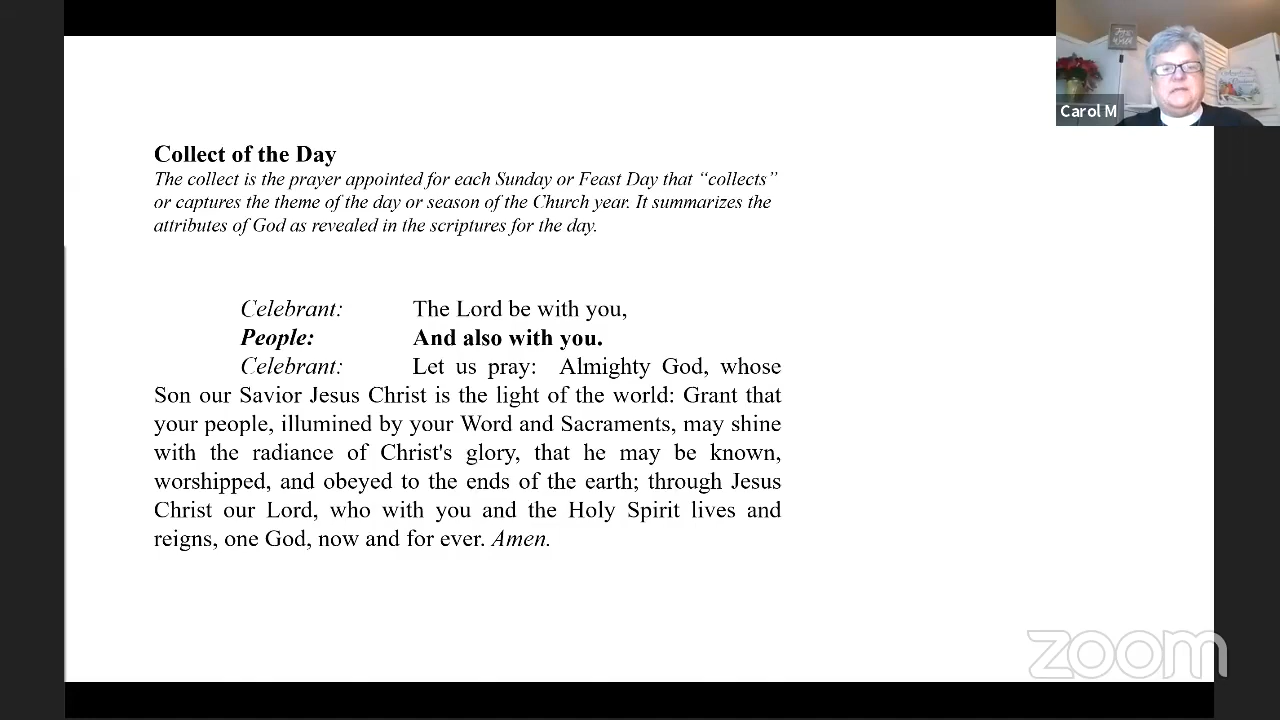 Collect of the Day
The collect is the prayer appointed for each Sunday or Feast Day that “collects”
or captures the theme of the day or season of the Church year. It summarizes the
attributes of God as revealed in the scriptures for the day.
Celebrant: The Lord be with you,
People: And also with you.
Celebrant: Let us pray: Almighty God, whose
Son our Savior Jesus Christ is the light of the world: Grant that
your people, illumined by your Word and Sacraments, may shine
with the radiance of Christ's glory, that he may be known,
worshipped, and obeyed to the ends of the earth; through Jesus
Christ our Lord, who with you and the Holy Spirit lives and
reigns, one God, now and for ever. Amen.
Carol M
zoom